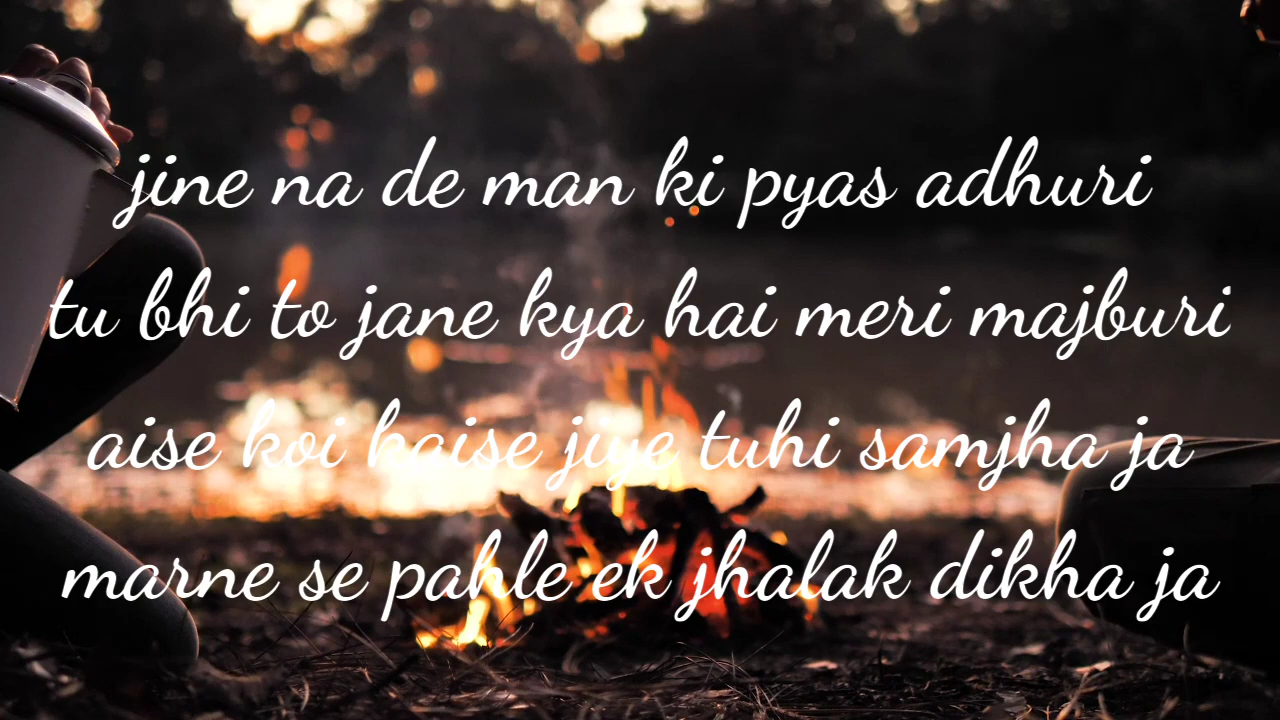 jine na de man ki pyas adhuri
tu bhi to jane kya hai meri majburi
aise koi kaise jiye tuhi samjha ja
marne se pahle ek jhalak dikha ja